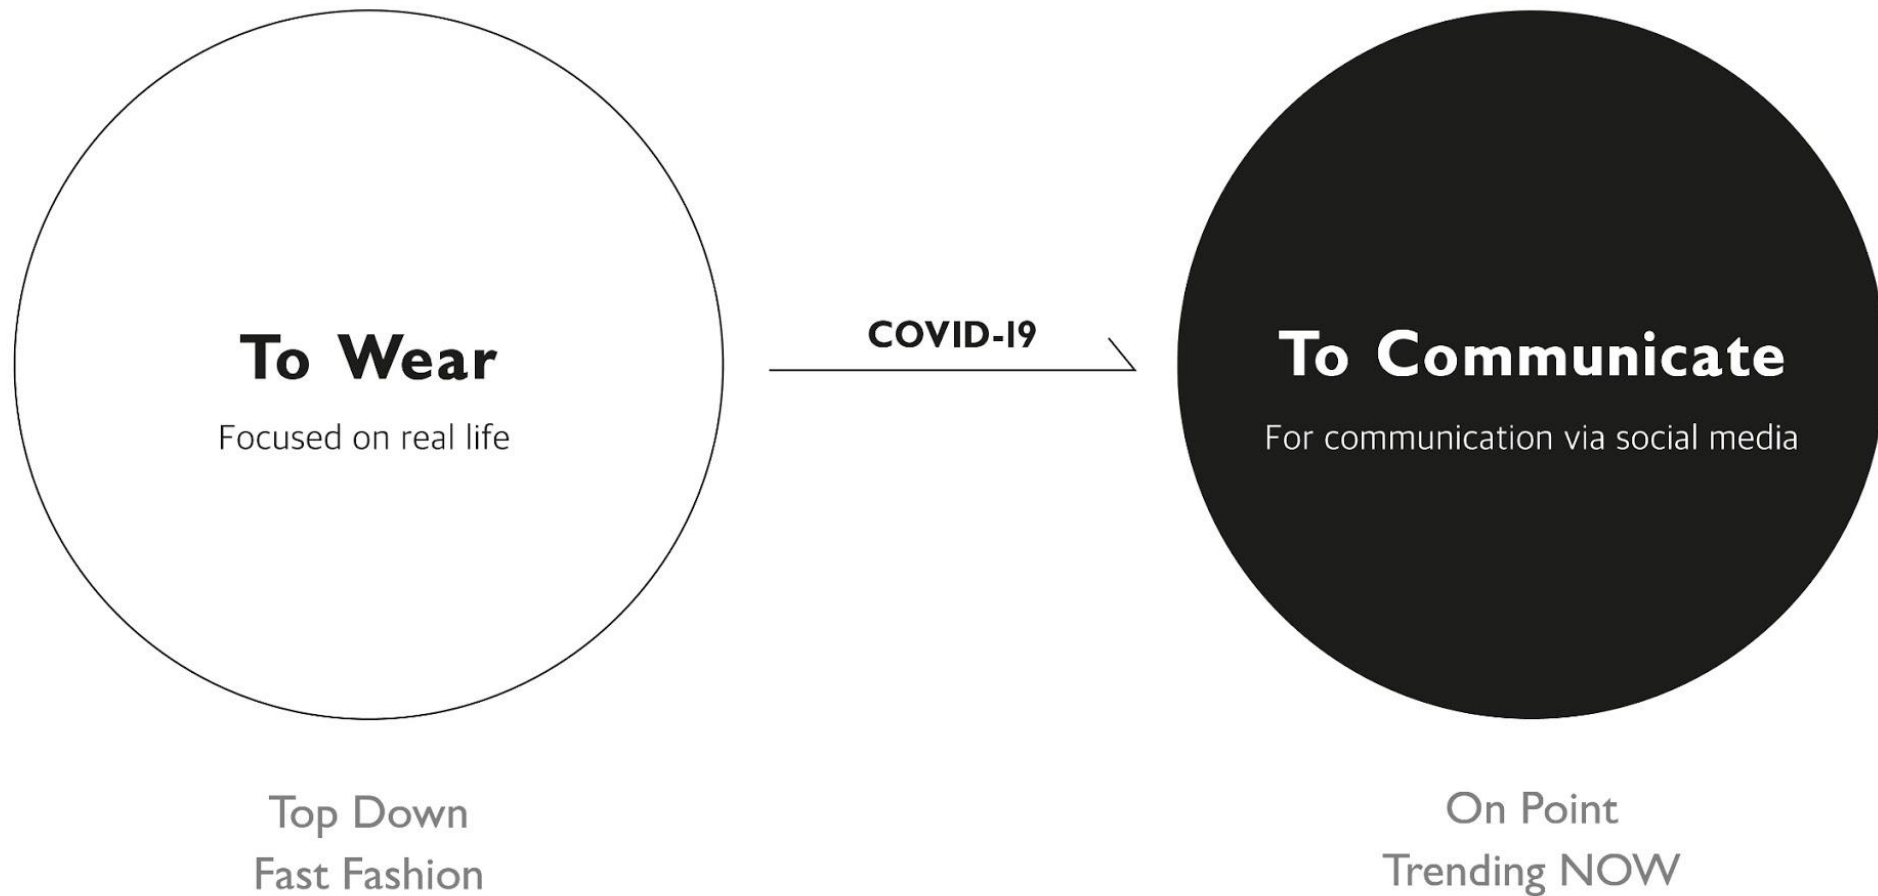 To Wear
Focused on real life
COVID-19
To Communicate
For communication via social media
Top Down
Fast Fashion
On Point
Trending NOW